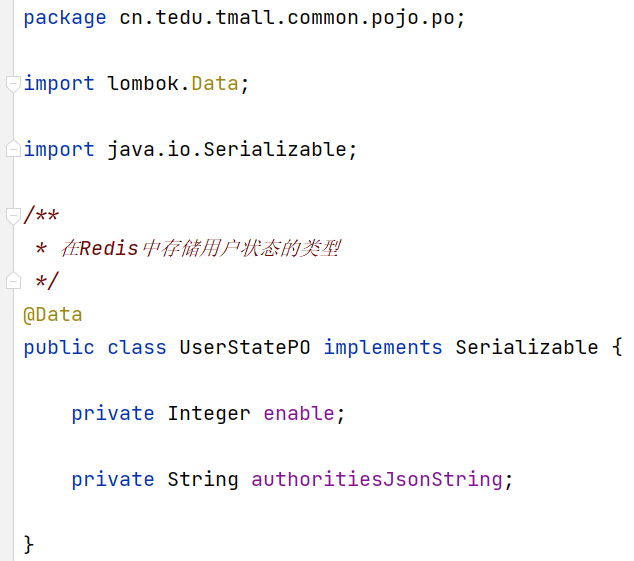 package cn.tedu.tmall.common.pojo.po;
import lombok.Data;
import java.io.Serializable;
/**
 * 在Redis中存储用户状态的类型
 */
@Data
public class UserStatePO implements Serializable {
    private Integer enable;
    private String authoritiesJsonString;
}